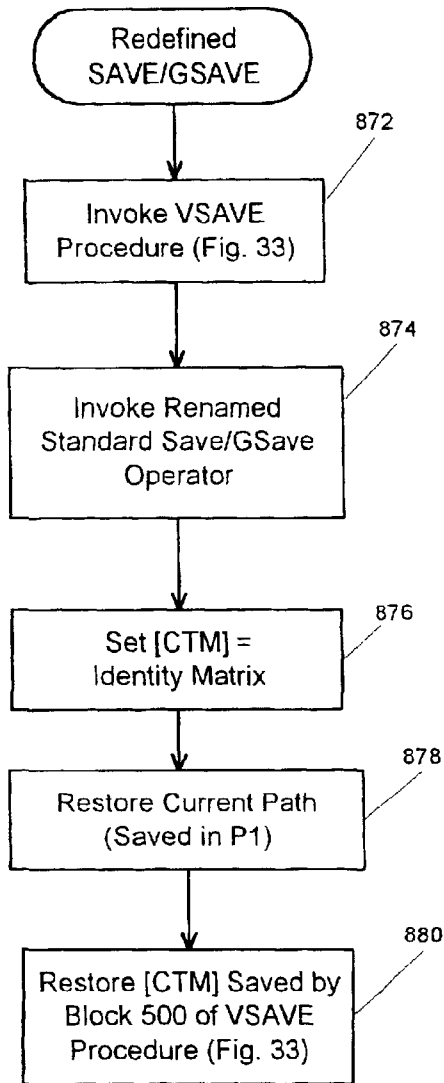 Redefined
SAVE/GSAVE
872
Invoke VSAVE
Procedure (Fig. 33)
874
Invoke Renamed
Standard Save/GSave
Operator
876
Set [CTM] =
Identity Matrix
878
Restore Current Path
(Saved in P1)
880
Restore [CTM] Saved by
Block 500 of VSAVE
Procedure (Fig. 33)